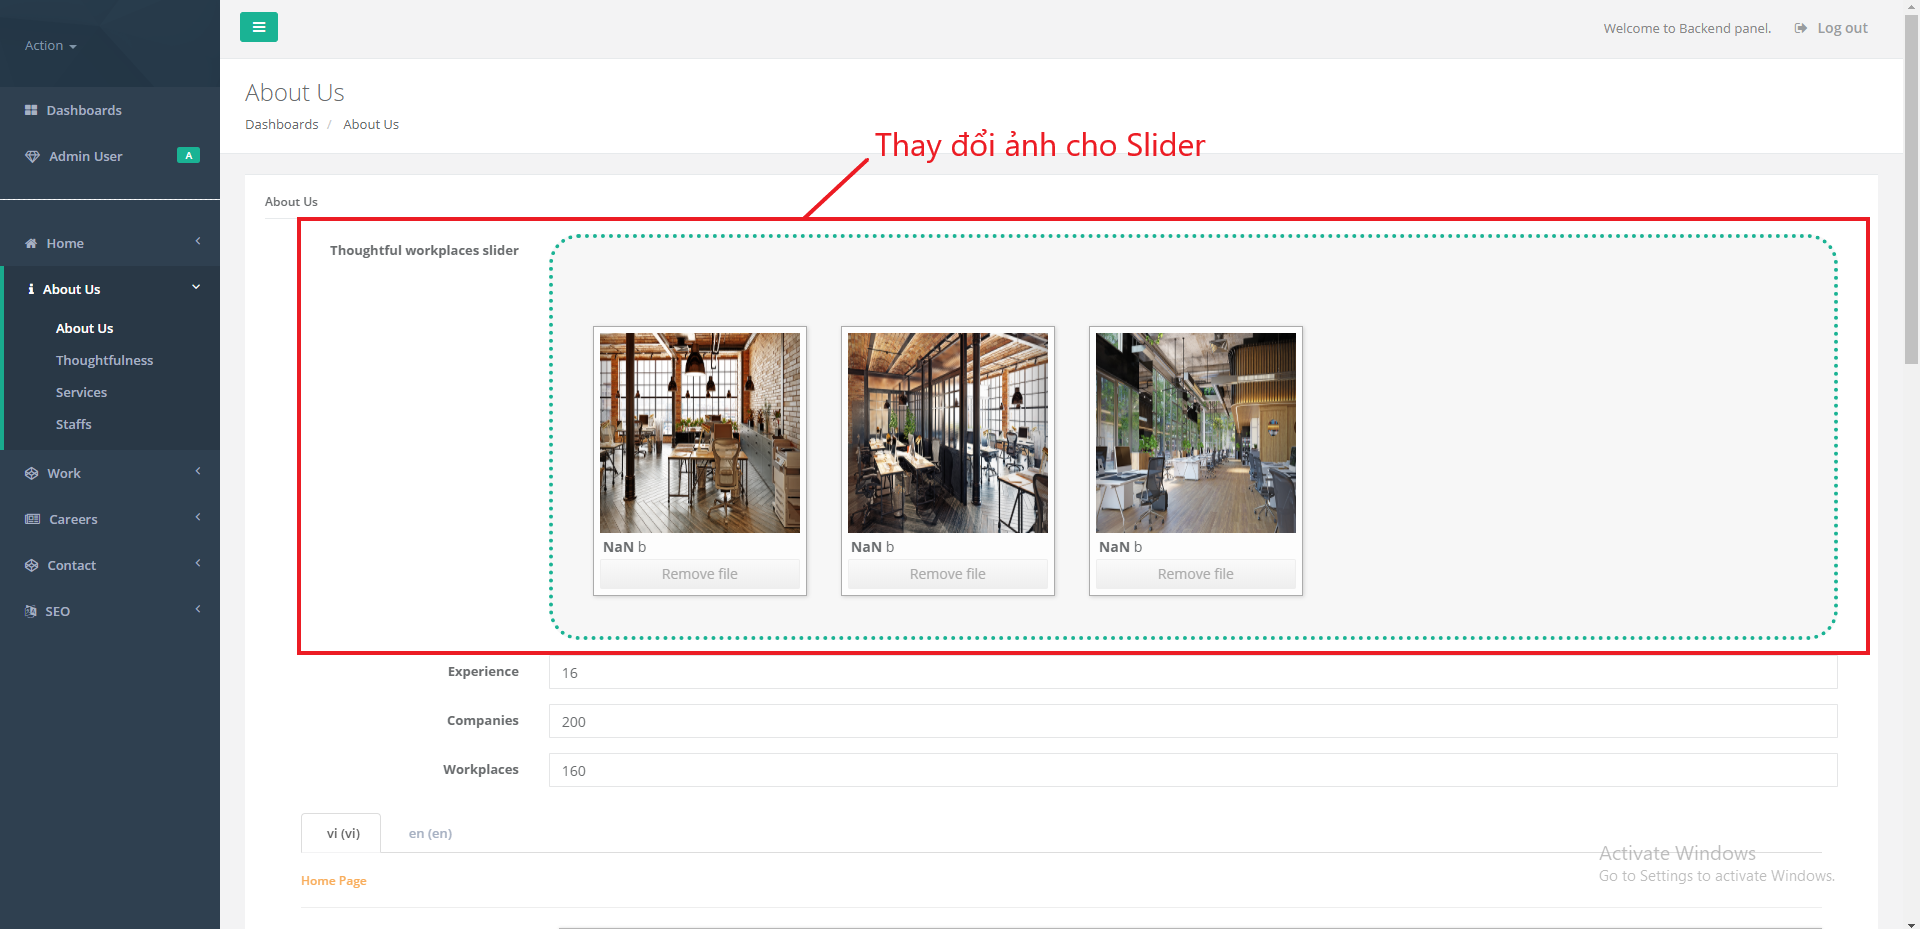 Action
Welcome to Backend panel.
Log out
Dashboards
Admin User
A
Home
About Us
About Us
Thoughtfulness
Services
Staffs
Work
Careers
Contact
SEO
About Us
Dashboards / About Us
Thay đổi ảnh cho Slider
About Us
Thoughtful workplaces slider
NaN b
Remove file
NaN b
Remove file
NaN b
Remove file
Experience
16
Companies
200
Workplaces
160
vi (vi)
en (en)
Home Page
Activate Windows
Go to Settings to activate Windows.